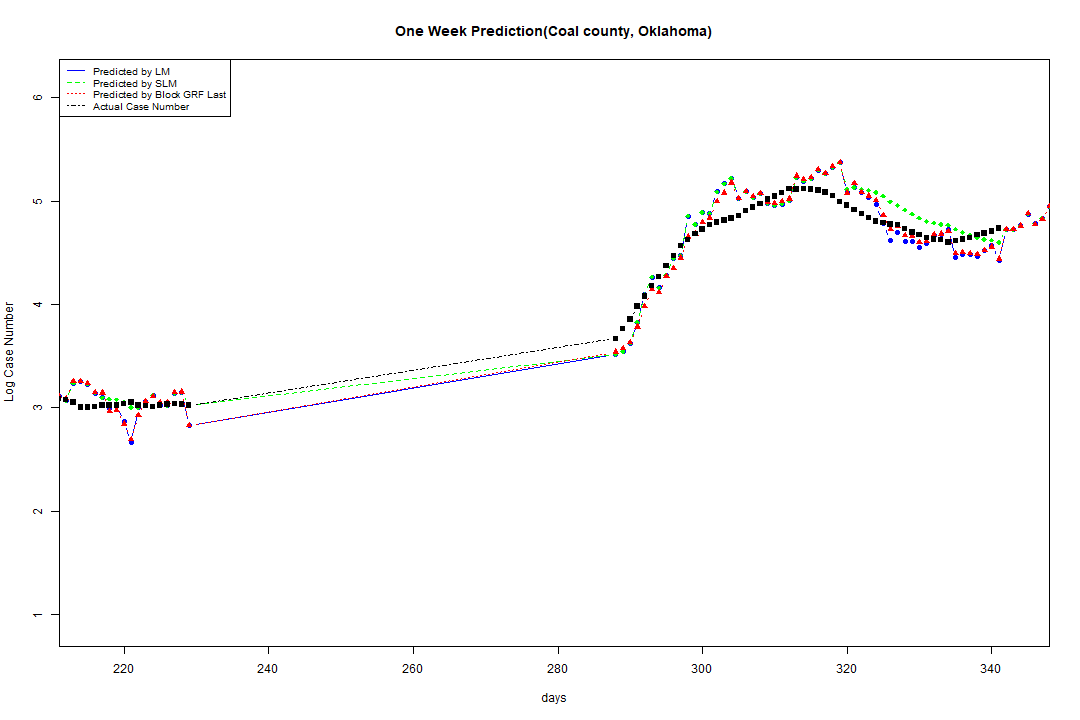 One Week Prediction(Coal county, Oklahoma)
Predicted by LM
Predicted by SLM
Predicted by Block GRF Last
Actual Case Number
6
5
4
3
2
1
Log Case Number
220 240 260 280 300 320 340
days